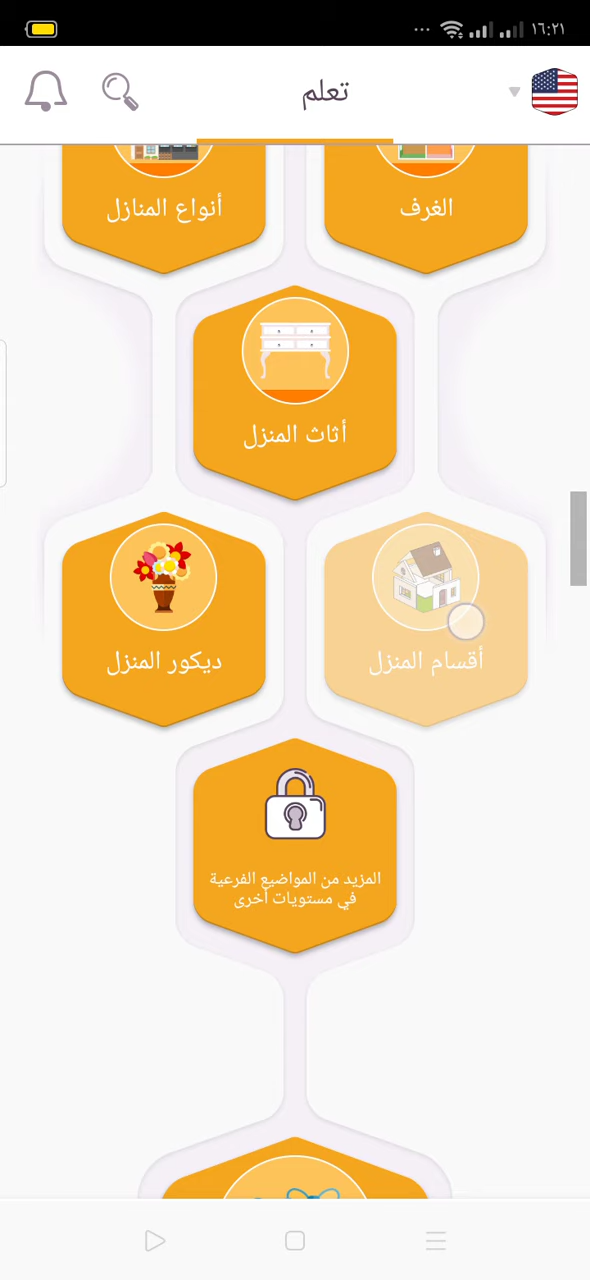 ١٦:٢١
تعلم
الغرف
أنواع المنازل
أثاث المنزل
أقسام المنزل
ديكور المنزل
المزيد من المواضيع الفرعية
في مستويات أخرى